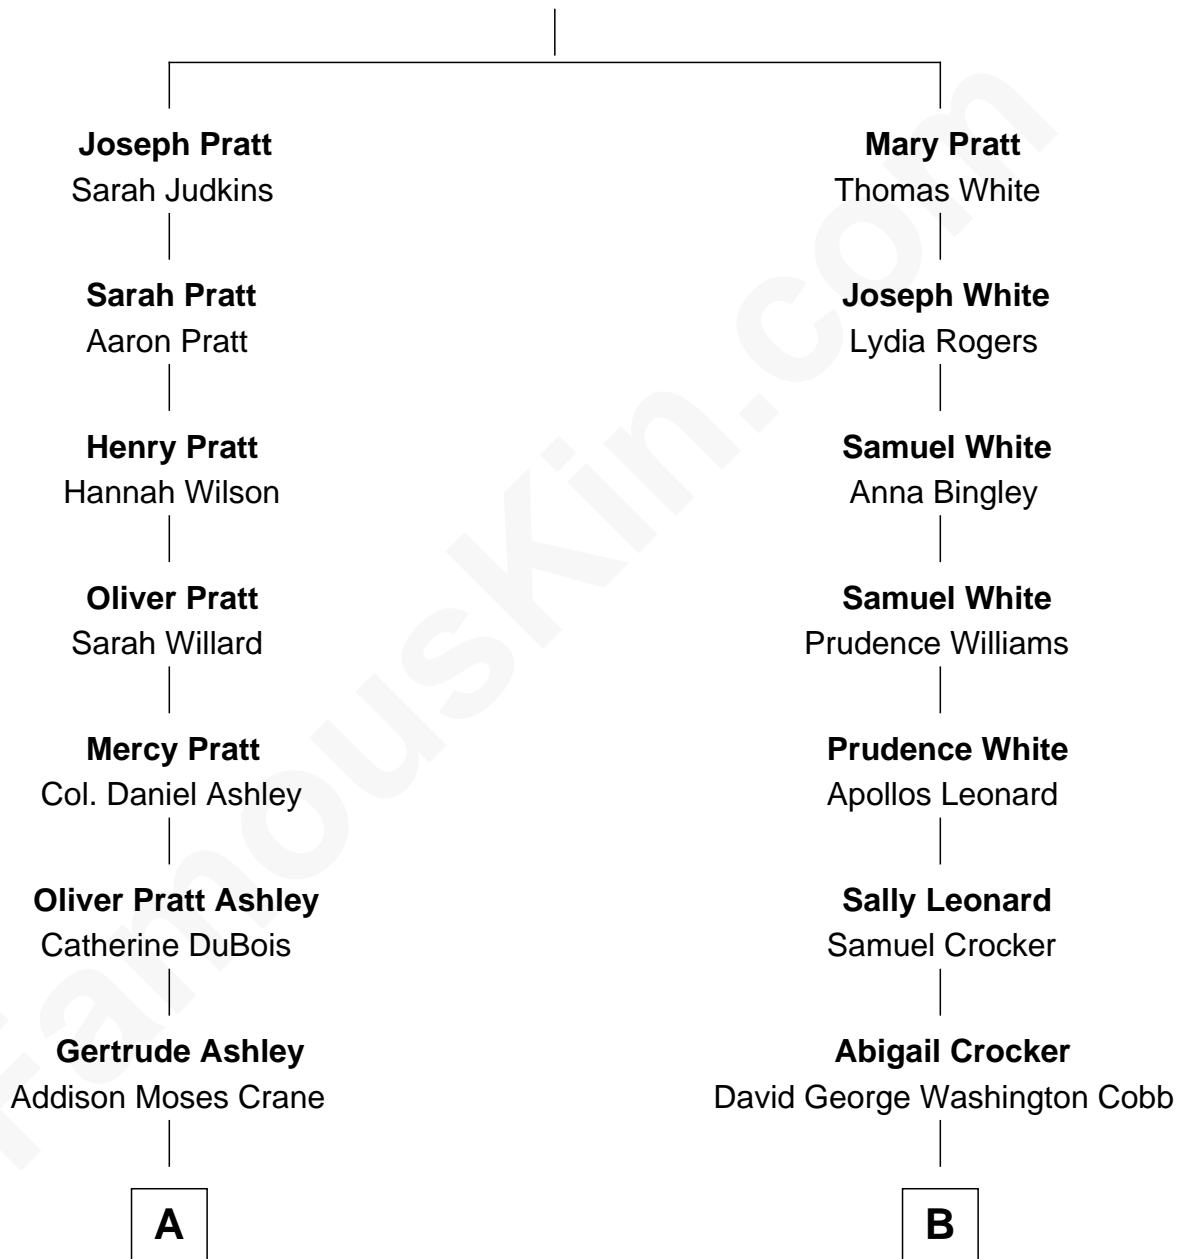 Joseph Pratt
Sarah Judkins
Mary Pratt
Thomas White
Sarah Pratt
Aaron Pratt
Joseph White
Lydia Rogers
Henry Pratt
Hannah Wilson
Samuel White
Anna Bingley
Oliver Pratt
Sarah Willard
Samuel White
Prudence Williams
Mercy Pratt
Col. Daniel Ashley
Prudence White
Apollos Leonard
Oliver Pratt Ashley
Catherine DuBois
Sally Leonard
Samuel Crocker
Gertrude Ashley
Addison Moses Crane
Abigail Crocker
David George Washington Cobb
A
B
FamousKin.com